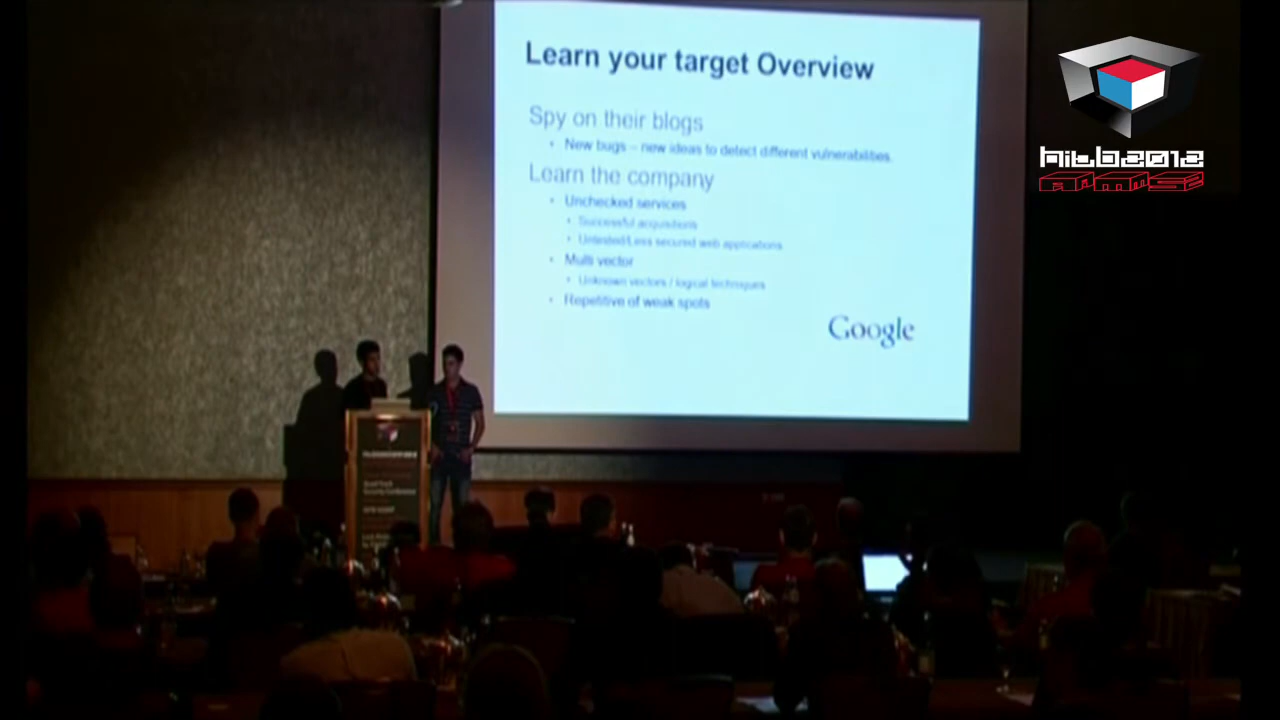 Learn your target Overview
Spy on their blogs
• New bugs – new ideas to detect different vulnerabilities.
Learn the company
• Unchecked services
• Successful acquisitions
• Untested/Less secured web applications
• Multi vector
• Unknown vectors / logical techniques
• Repetitive of weak spots
Google
hitb2012
AMS